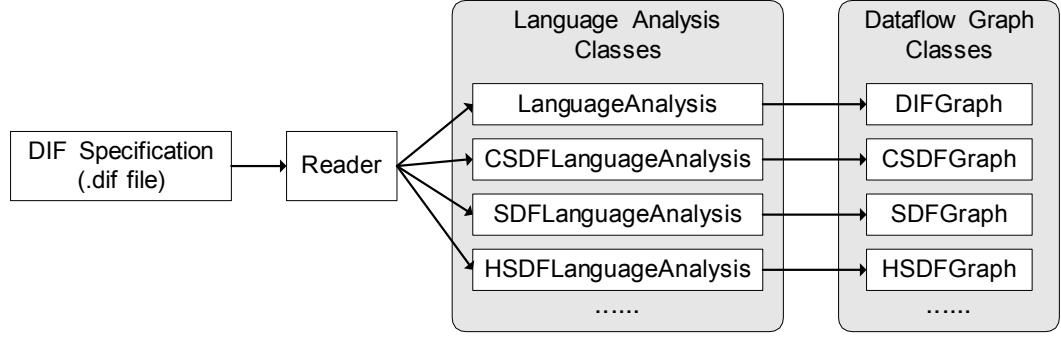 DIF Specification
(.dif file)
Reader
Language Analysis
Classes
LanguageAnalysis
CSDFLanguageAnalysis
SDFLanguageAnalysis
HSDFLanguageAnalysis
......
Dataflow Graph
Classes
DIFGraph
CSDFGraph
SDFGraph
HSDFGraph
......